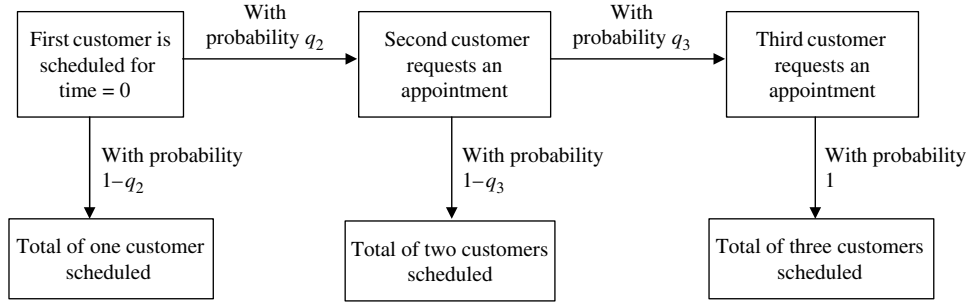 First customer is
scheduled for
time = 0
With
probability q2
Second customer
requests an
appointment
With
probability q3
Third customer
requests an
appointment
With probability
1–q2
With probability
1–q3
With probability
1
Total of one customer
scheduled
Total of two customers
scheduled
Total of three customers
scheduled